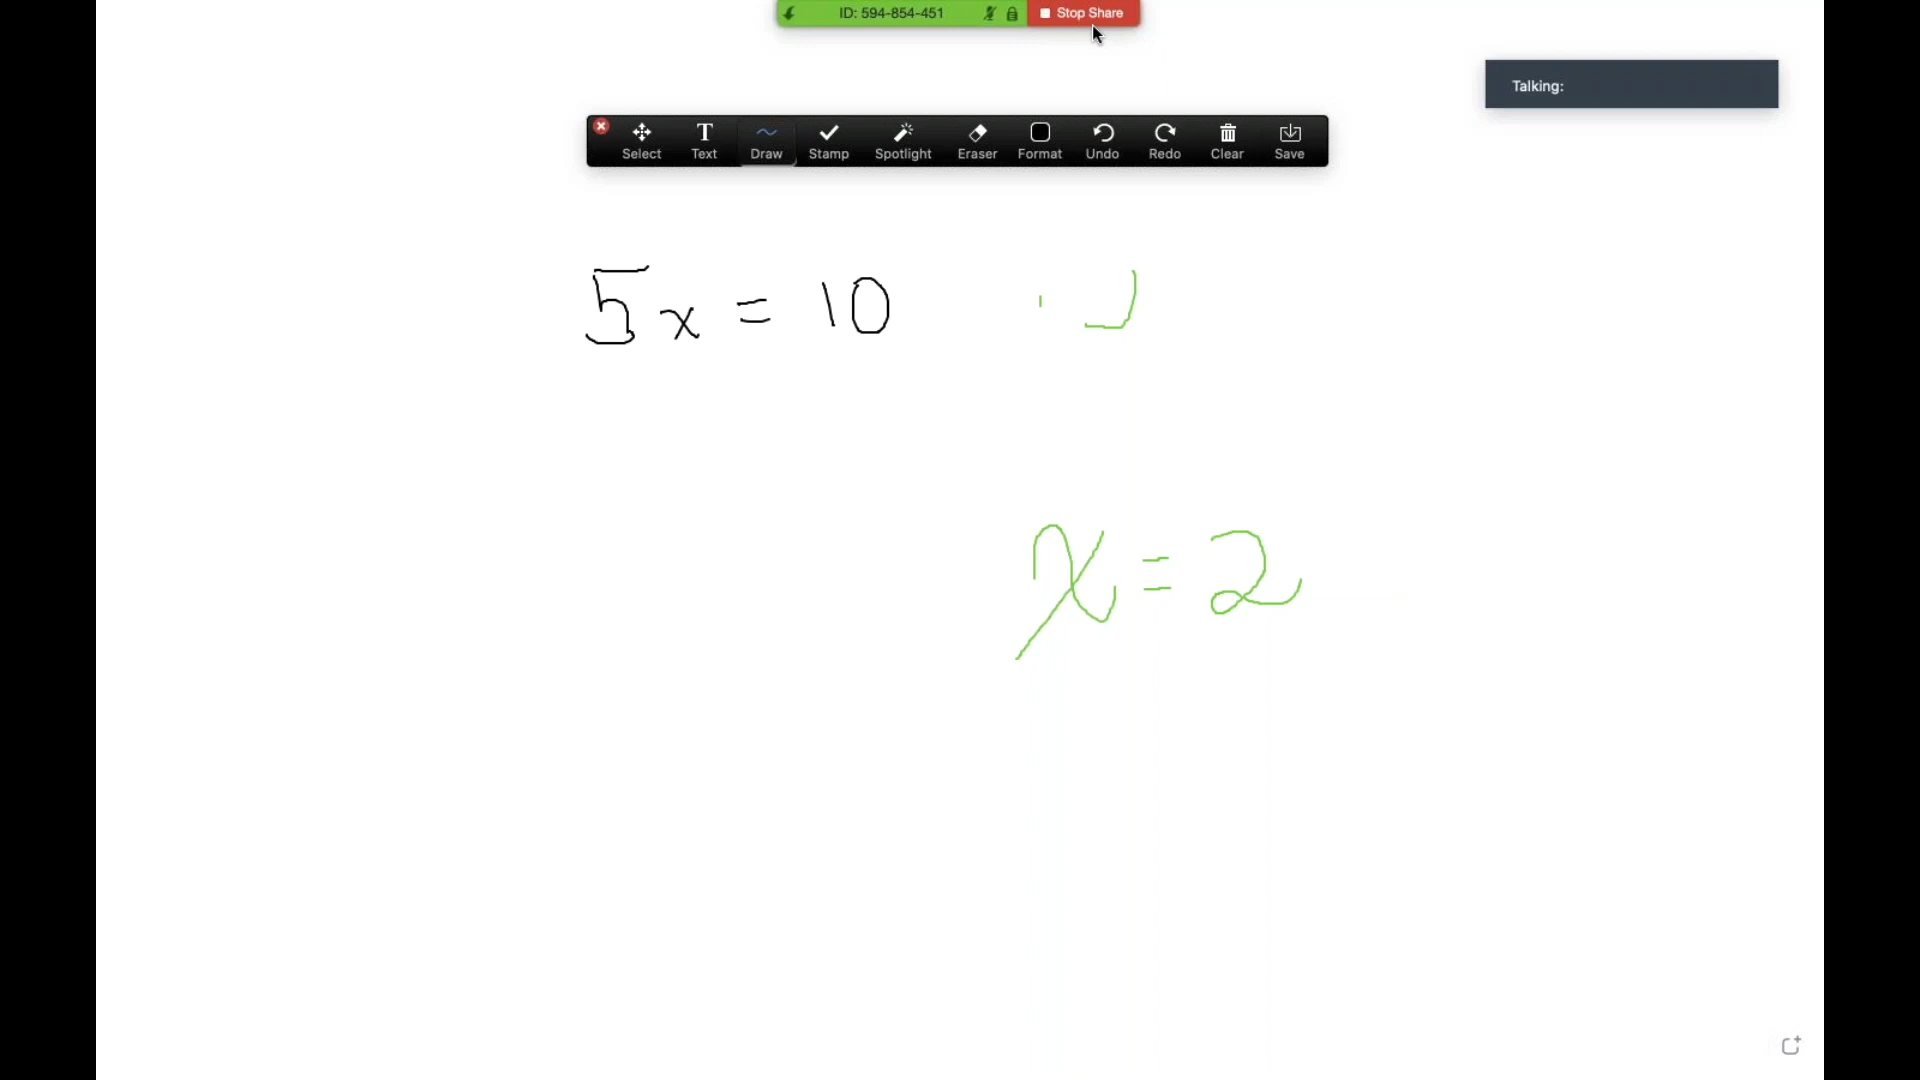 ID: 594-854-451 Stop Share
Talking:
Select Text Draw Stamp Spotlight Eraser Format Undo Redo Clear Save
5x = 10
x = 2